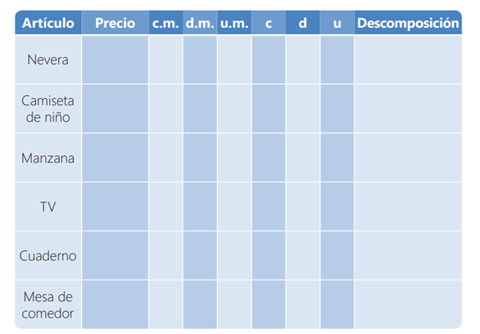 Artículo Precio c.m. d.m. u.m. c d u Descomposición
Nevera
Camiseta
de niño
Manzana
TV
Cuaderno
Mesa de
comedor